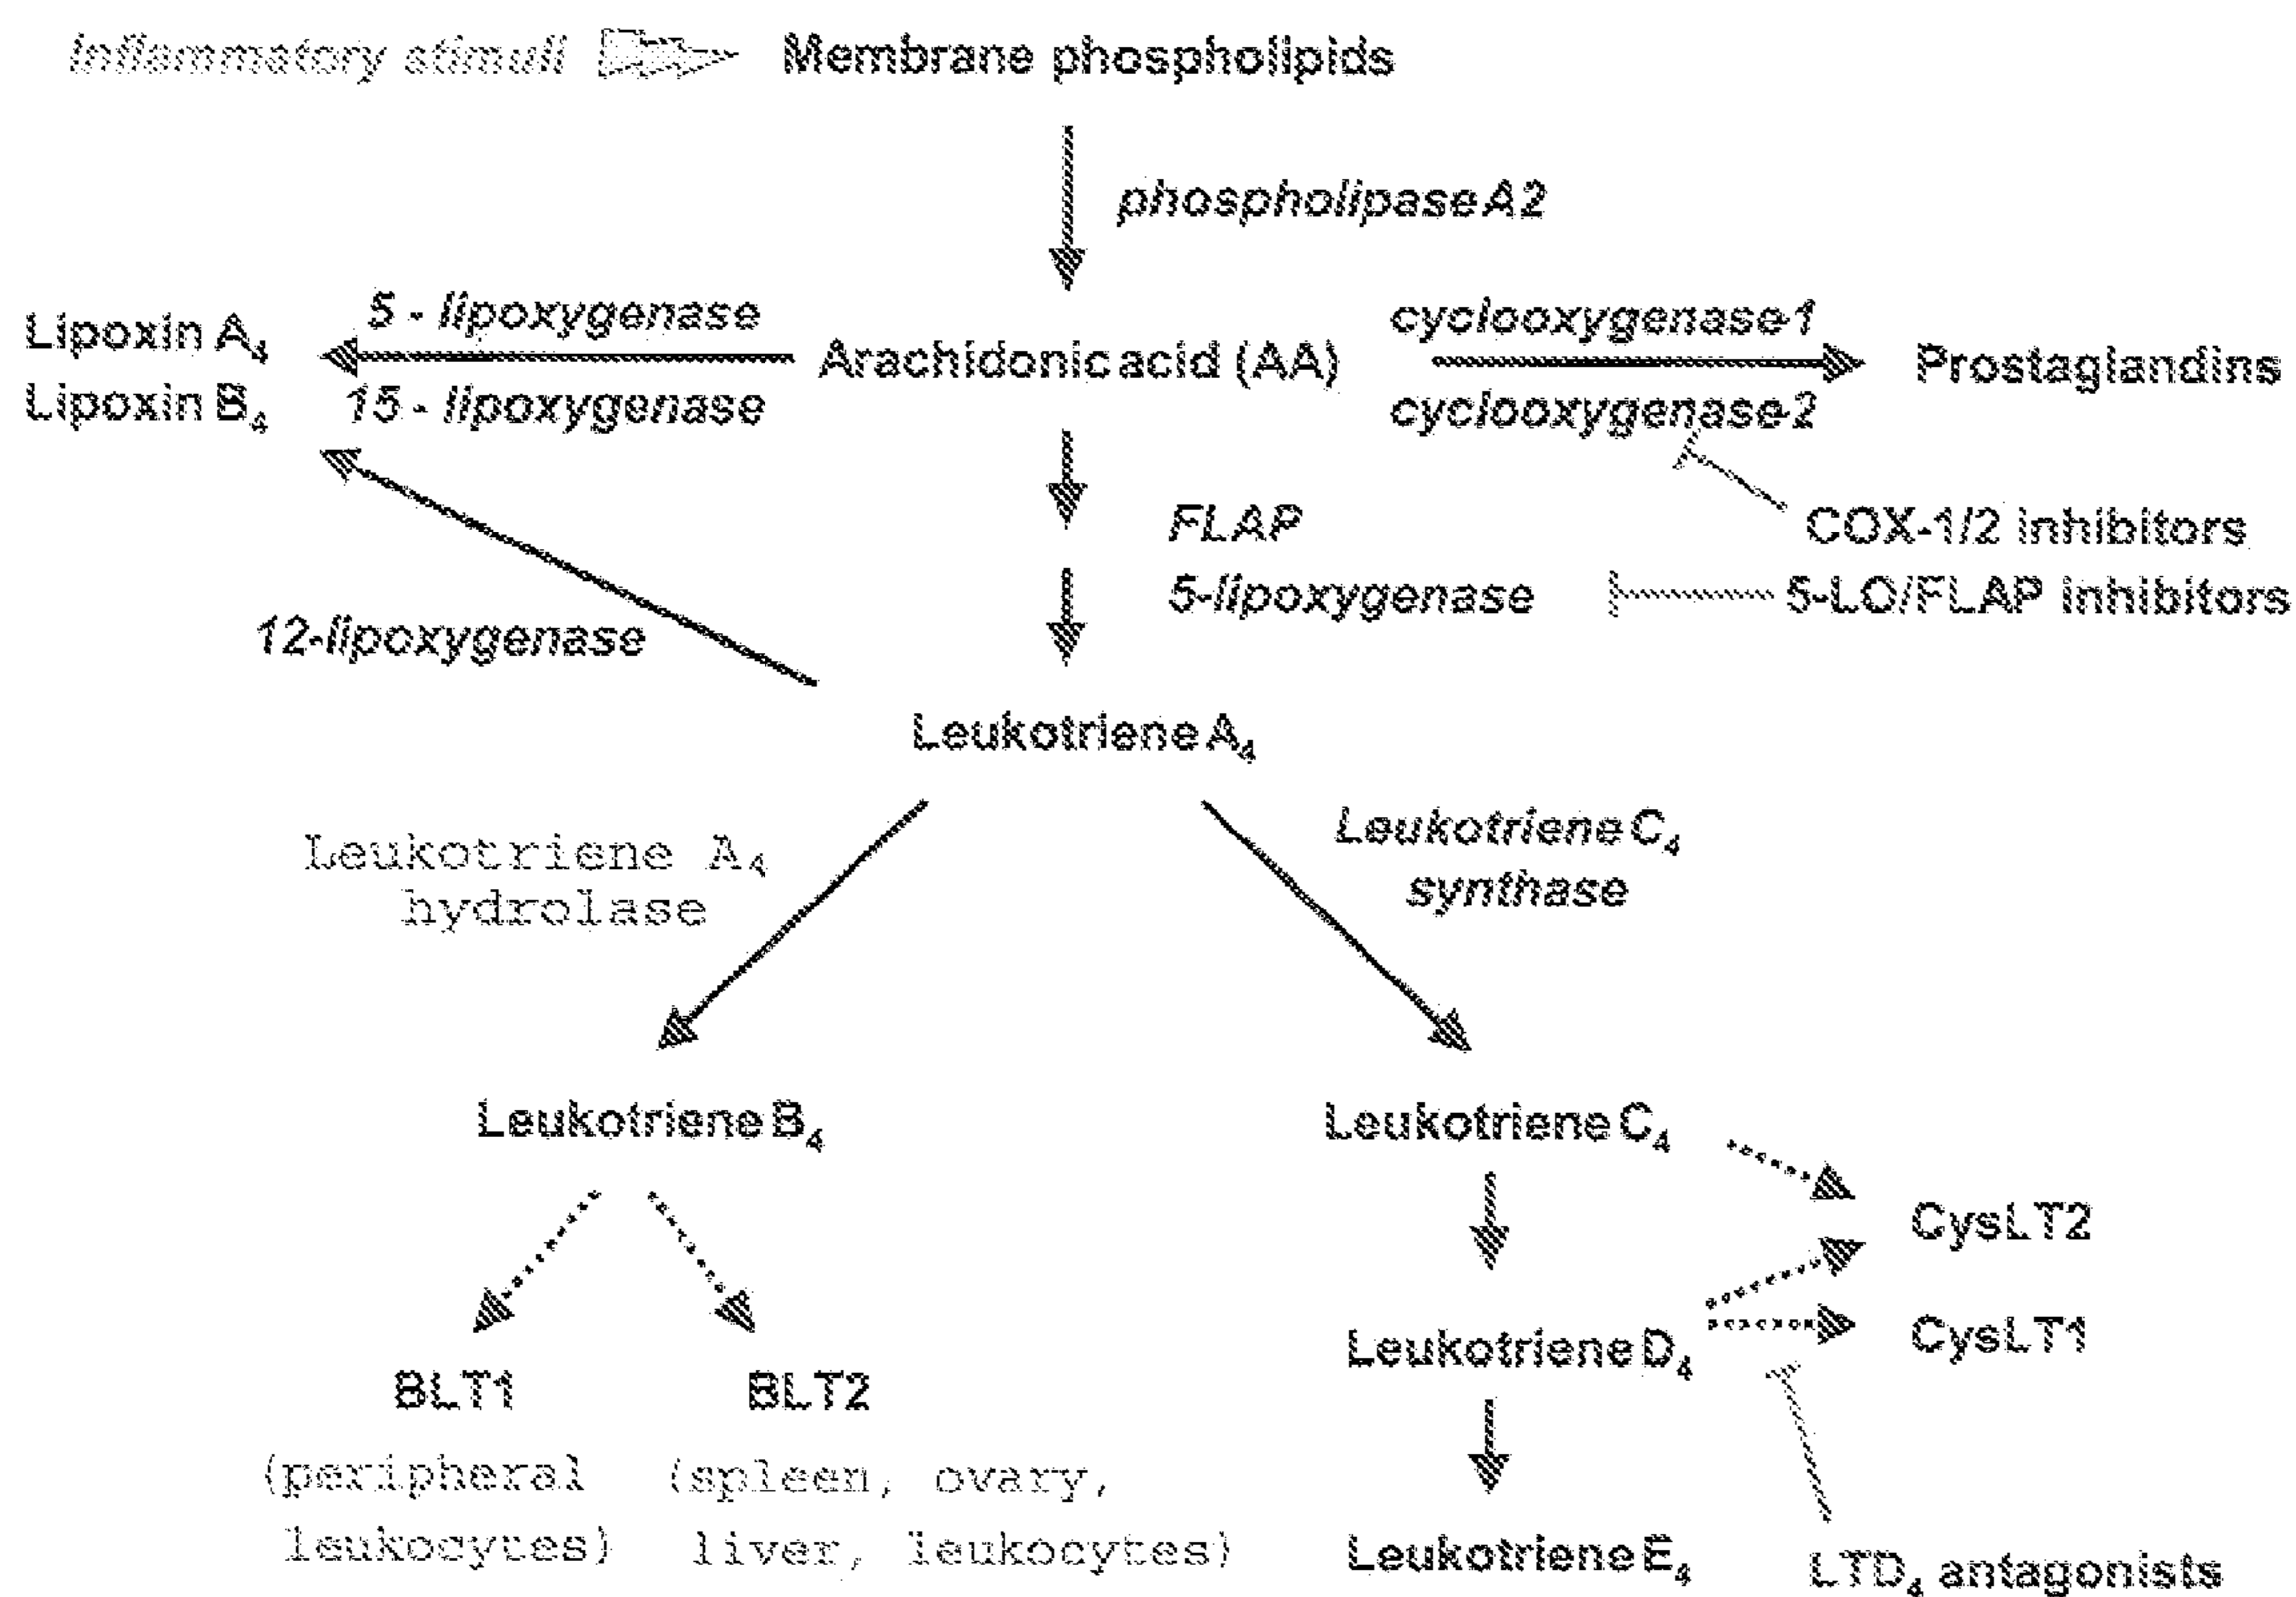 Inflammatory stimuli
Membrane phospholipids
phospholipase A2
Lipoxin A₄
Lipoxin B₄
5 - lipoxygenase
15 - lipoxygenase
Arachidonic acid (AA)
cyclooxygenase-1
cyclooxygenase-2
Prostaglandins
FLAP
5-lipoxygenase
COX-1/2 inhibitors
5-LO/FLAP inhibitors
12-lipoxygenase
Leukotriene A₄
Leukotriene A₄
hydrolase
Leukotriene C₄
synthase
Leukotriene B₄
Leukotriene C₄
CysLT2
CysLT1
Leukotriene D₄
BLT1
BLT2
(peripheral
leukocytes)
(spleen, ovary,
liver, leukocytes)
Leukotriene E₄
LTD₄ antagonists